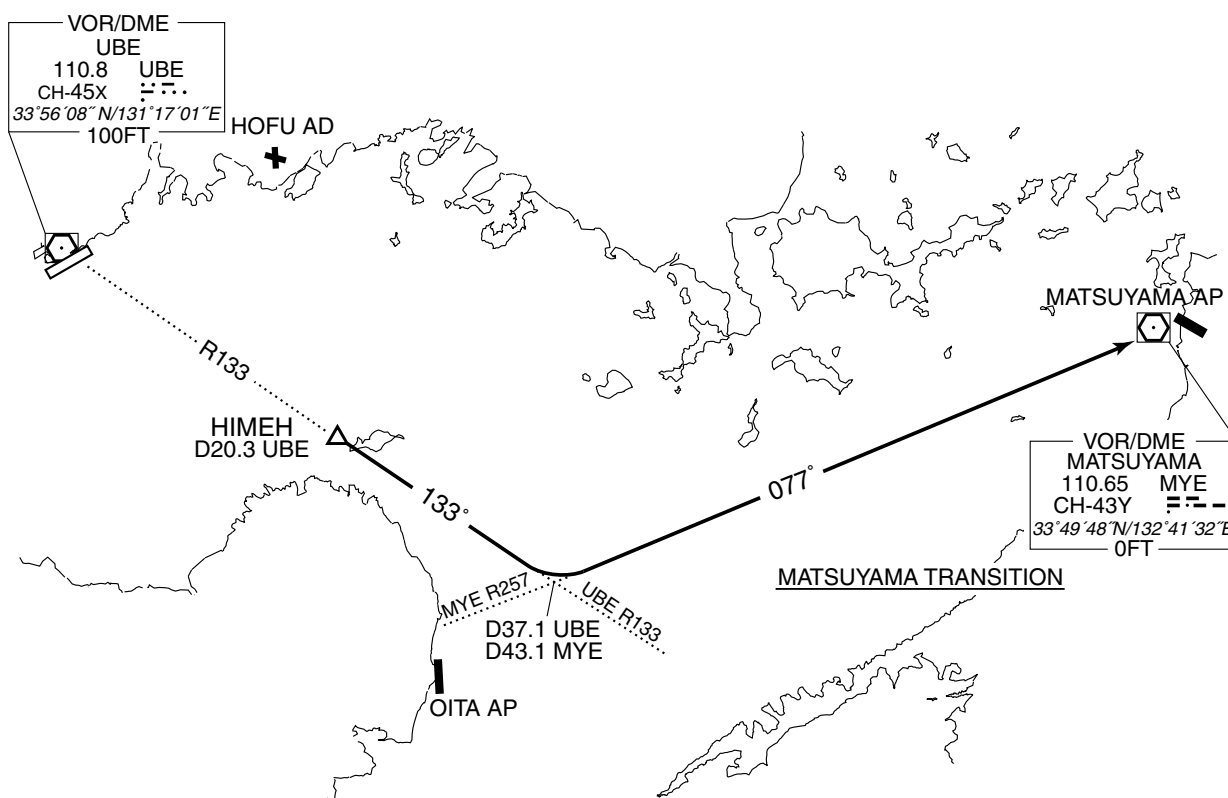 VOR/DME
UBE
110.8 UBE
CH-45X
33°56´08˝N/131°17´01˝E
100FT
HOFU AD
MATSUYAMA AP
R133
HIMEH
D20.3 UBE
133°
077°
VOR/DME
MATSUYAMA
110.65 MYE
CH-43Y
33°49´48˝N/132°41´32˝E
0FT
MATSUYAMA TRANSITION
MYE R257
UBE R133
D37.1 UBE
D43.1 MYE
OITA AP